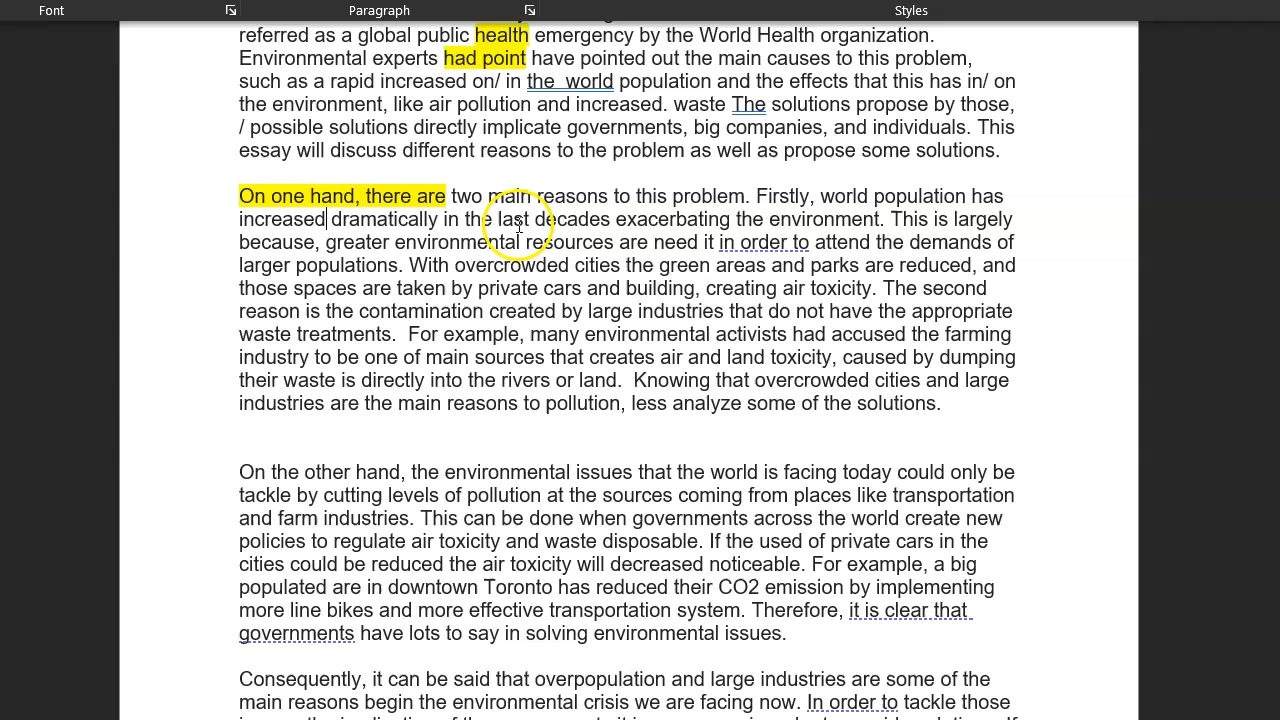 Font Paragraph Styles
referred as a global public health emergency by the World Health organization.
Environmental experts had point have pointed out the main causes to this problem,
such as a rapid increased on/ in the  world population and the effects that this has in/ on
the environment, like air pollution and increased. waste The solutions propose by those,
/ possible solutions directly implicate governments, big companies, and individuals. This
essay will discuss different reasons to the problem as well as propose some solutions.
On one hand, there are two main reasons to this problem. Firstly, world population has
increased dramatically in the last decades exacerbating the environment. This is largely
because, greater environmental resources are need it in order to attend the demands of
larger populations. With overcrowded cities the green areas and parks are reduced, and
those spaces are taken by private cars and building, creating air toxicity. The second
reason is the contamination created by large industries that do not have the appropriate
waste treatments.  For example, many environmental activists had accused the farming
industry to be one of main sources that creates air and land toxicity, caused by dumping
their waste is directly into the rivers or land.  Knowing that overcrowded cities and large
industries are the main reasons to pollution, less analyze some of the solutions.
On the other hand, the environmental issues that the world is facing today could only be
tackle by cutting levels of pollution at the sources coming from places like transportation
and farm industries. This can be done when governments across the world create new
policies to regulate air toxicity and waste disposable. If the used of private cars in the
cities could be reduced the air toxicity will decreased noticeable. For example, a big
populated are in downtown Toronto has reduced their CO2 emission by implementing
more line bikes and more effective transportation system. Therefore, it is clear that
governments have lots to say in solving environmental issues.
Consequently, it can be said that overpopulation and large industries are some of the
main reasons begin the environmental crisis we are facing now. In order to tackle those